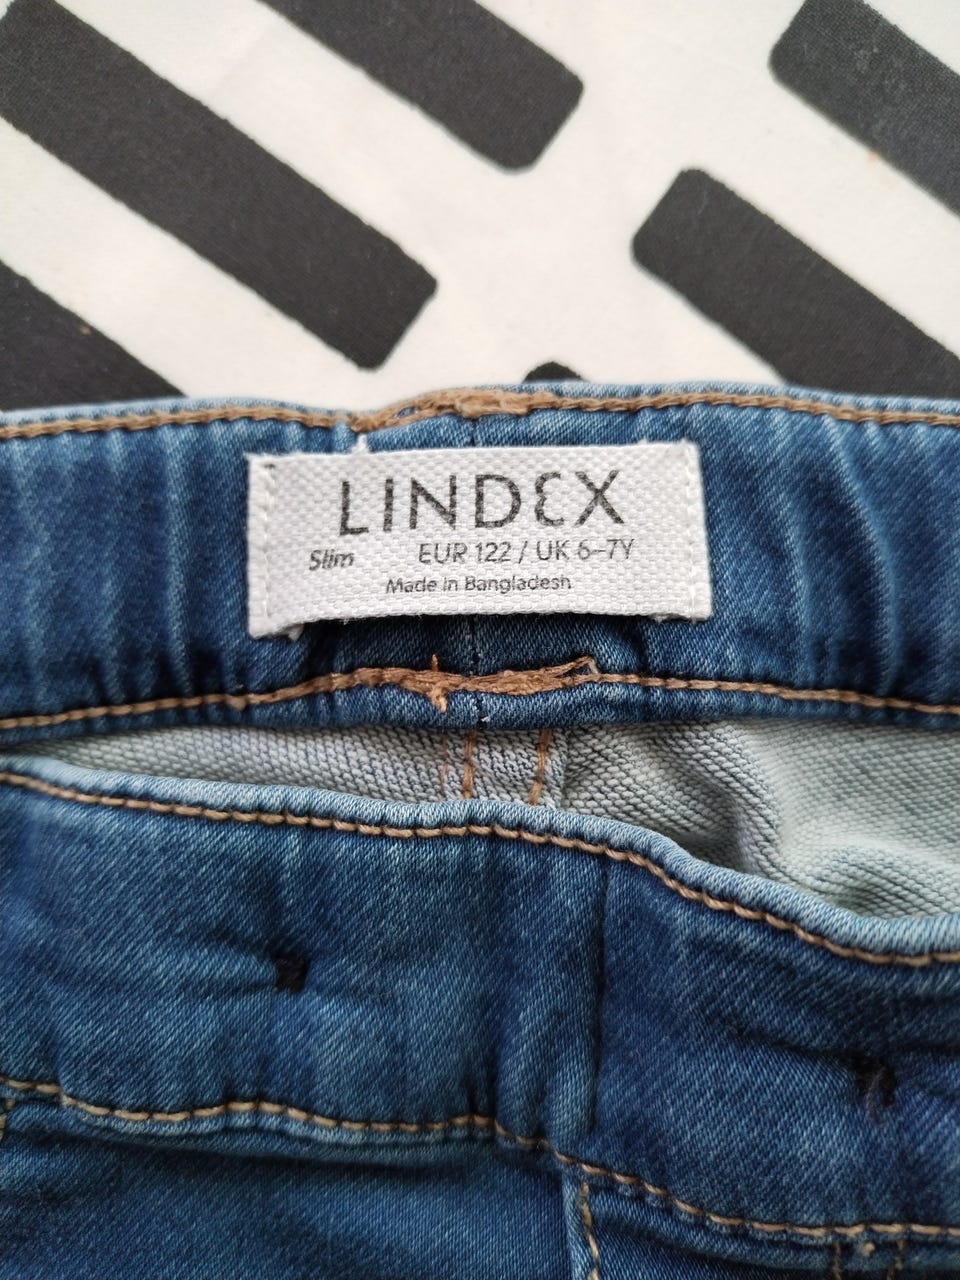 LINDEX
Slim EUR 122 / UK 6–7Y
Made in Bangladesh